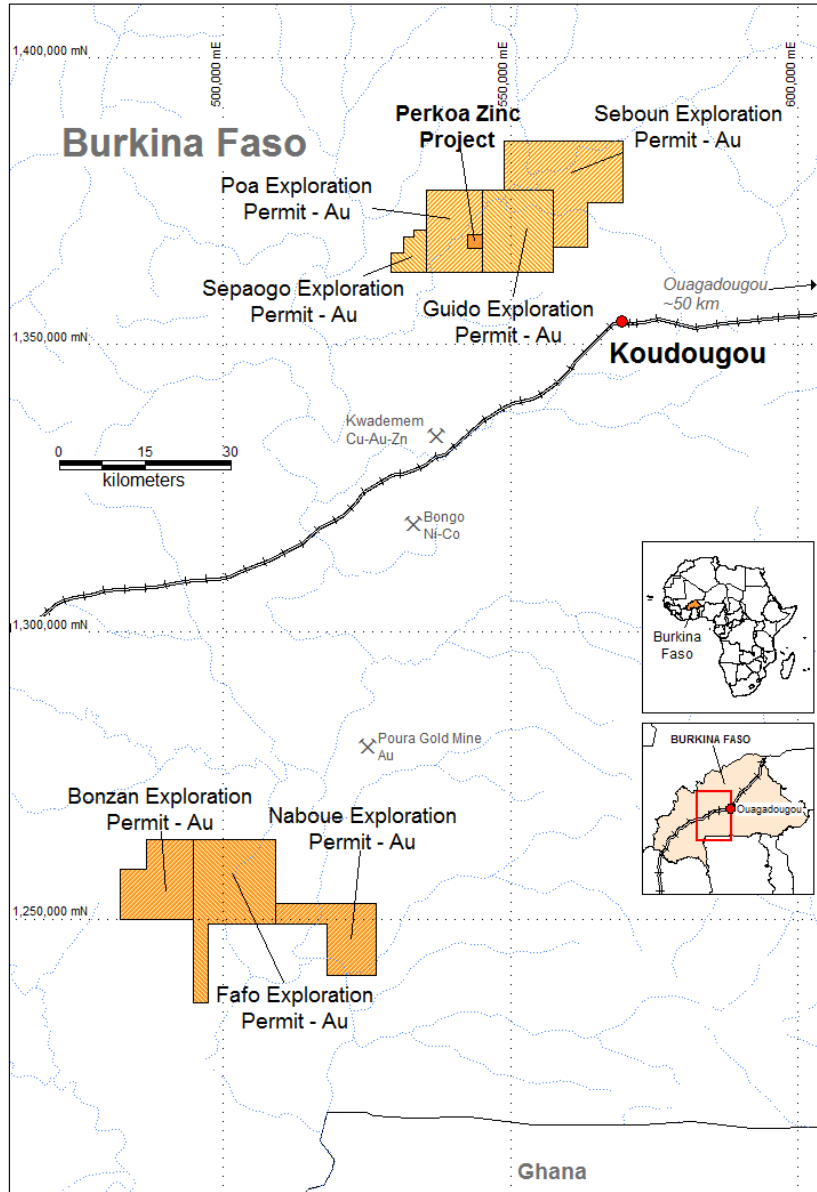 1,400,000 mN
500,000 mE
550,000 mE
600,000 mE
Burkina Faso
Perkoa Zinc
Project
Seboun Exploration
Permit - Au
Poa Exploration
Permit - Au
Sepaogo Exploration
Permit - Au
Guido Exploration
Permit - Au
Ouagadougou
~50 km
1,350,000 mN
Koudougou
Kwademem
Cu-Au-Zn
0 15 30
kilometers
Bongo
Ni-Co
1,300,000 mN
Burkina
Faso
Poura Gold Mine
Au
BURKINA FASO
Ouagadougou
Bonzan Exploration
Permit - Au
Naboue Exploration
Permit - Au
1,250,000 mN
Fafo Exploration
Permit - Au
Ghana